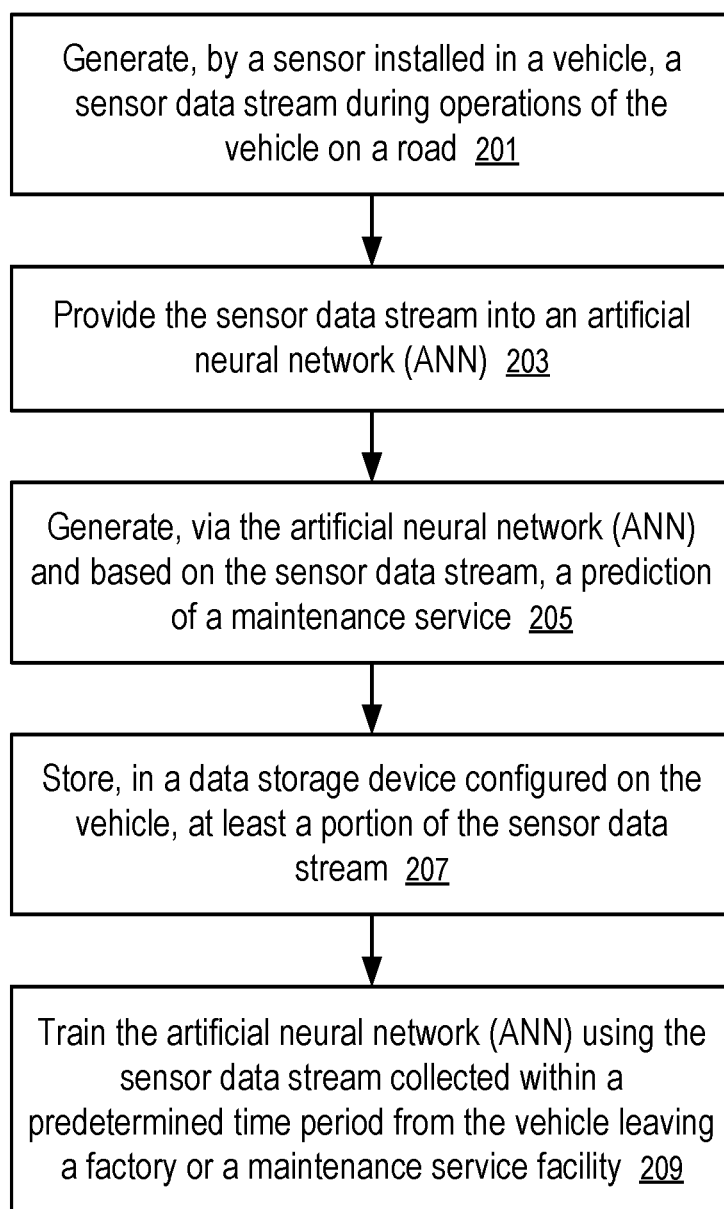 Generate, by a sensor installed in a vehicle, a
sensor data stream during operations of the
vehicle on a road 201
Provide the sensor data stream into an artificial
neural network (ANN) 203
Generate, via the artificial neural network (ANN)
and based on the sensor data stream, a prediction
of a maintenance service 205
Store, in a data storage device configured on the
vehicle, at least a portion of the sensor data
stream 207
Train the artificial neural network (ANN) using the
sensor data stream collected within a
predetermined time period from the vehicle leaving
a factory or a maintenance service facility 209